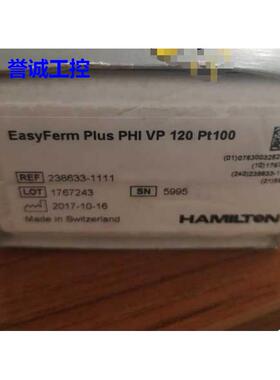 誉诚工控
EasyFerm Plus PHI VP 120 Pt100
REF 238633-1111
LOT 1767243 SN 5995
2017-10-16
Made in Switzerland
HAMILTON